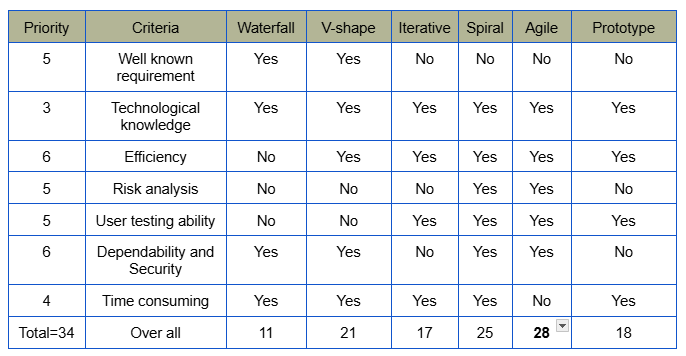 Priority Criteria Waterfall V-shape Iterative Spiral Agile Prototype
5 Well known requirement Yes Yes No No No No
3 Technological knowledge Yes Yes Yes Yes Yes Yes
6 Efficiency No Yes Yes Yes Yes Yes
5 Risk analysis No No No Yes Yes No
5 User testing ability No No Yes Yes Yes Yes
6 Dependability and Security Yes Yes No Yes Yes No
4 Time consuming Yes Yes Yes Yes No Yes
Total=34 Over all 11 21 17 25 28 18